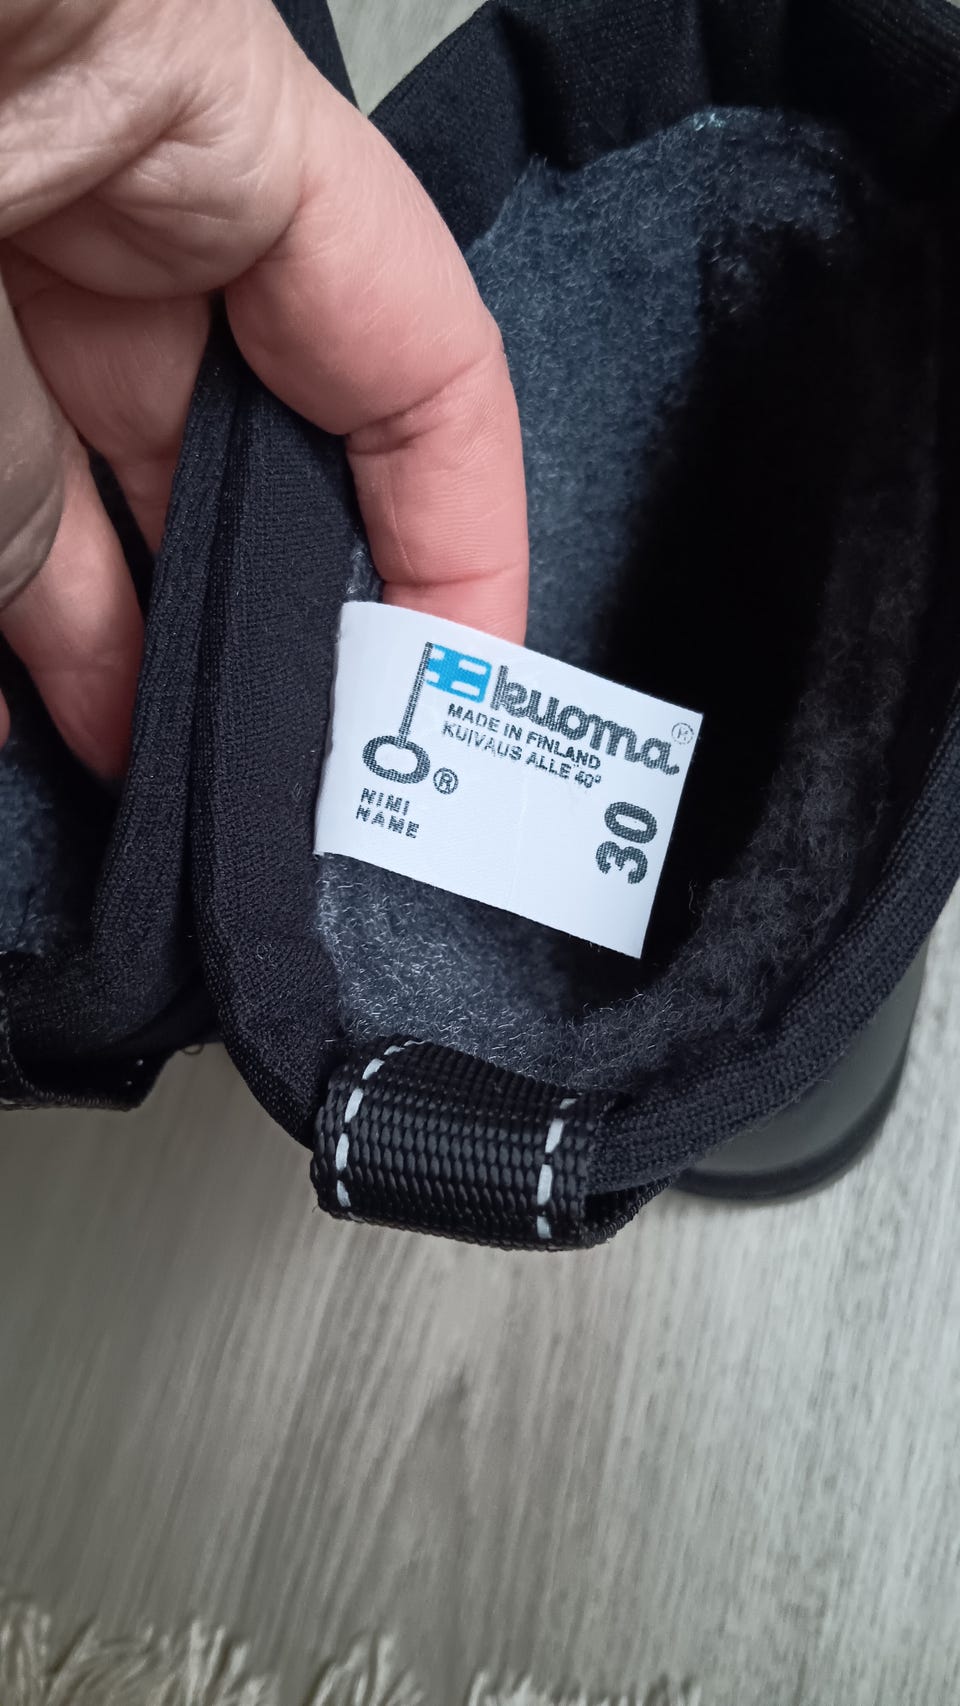 kuoma ®
MADE IN FINLAND
KUIVAUS ALLE 40°
®
NIMI
NAME
30